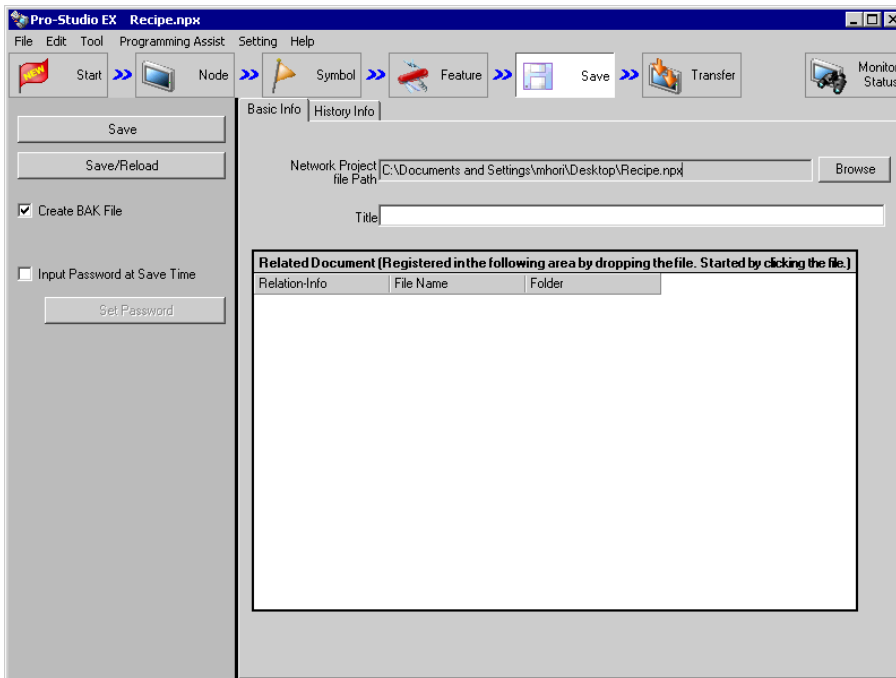 Pro-Studio EX Recipe.npx
File Edit Tool Programming Assist Setting Help
NEW Start Node Symbol Feature Save Transfer Monitor
Status
Basic Info History Info
Save
Save/Reload
Create BAK File
Input Password at Save Time
Set Password
Network Project
file Path C:\Documents and Settings\mhori\Desktop\Recipe.npx Browse
Title
Related Document (Registered in the following area by dropping the file. Started by clicking the file.)
Relation-Info File Name Folder